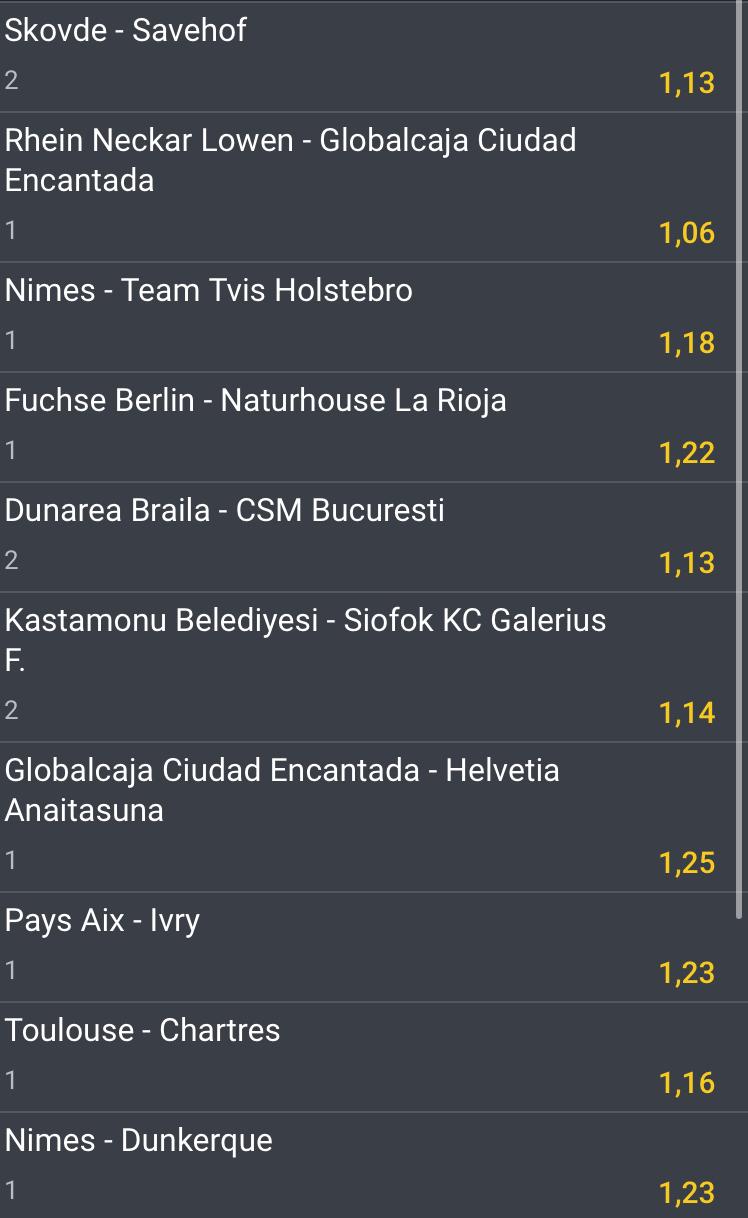 Skovde - Savehof
2
1,13
Rhein Neckar Lowen - Globalcaja Ciudad
Encantada
1
1,06
Nimes - Team Tvis Holstebro
1
1,18
Fuchse Berlin - Naturhouse La Rioja
1
1,22
Dunarea Braila - CSM Bucuresti
2
1,13
Kastamonu Belediyesi - Siofok KC Galerius
F.
2
1,14
Globalcaja Ciudad Encantada - Helvetia
Anaitasuna
1
1,25
Pays Aix - Ivry
1
1,23
Toulouse - Chartres
1
1,16
Nimes - Dunkerque
1
1,23